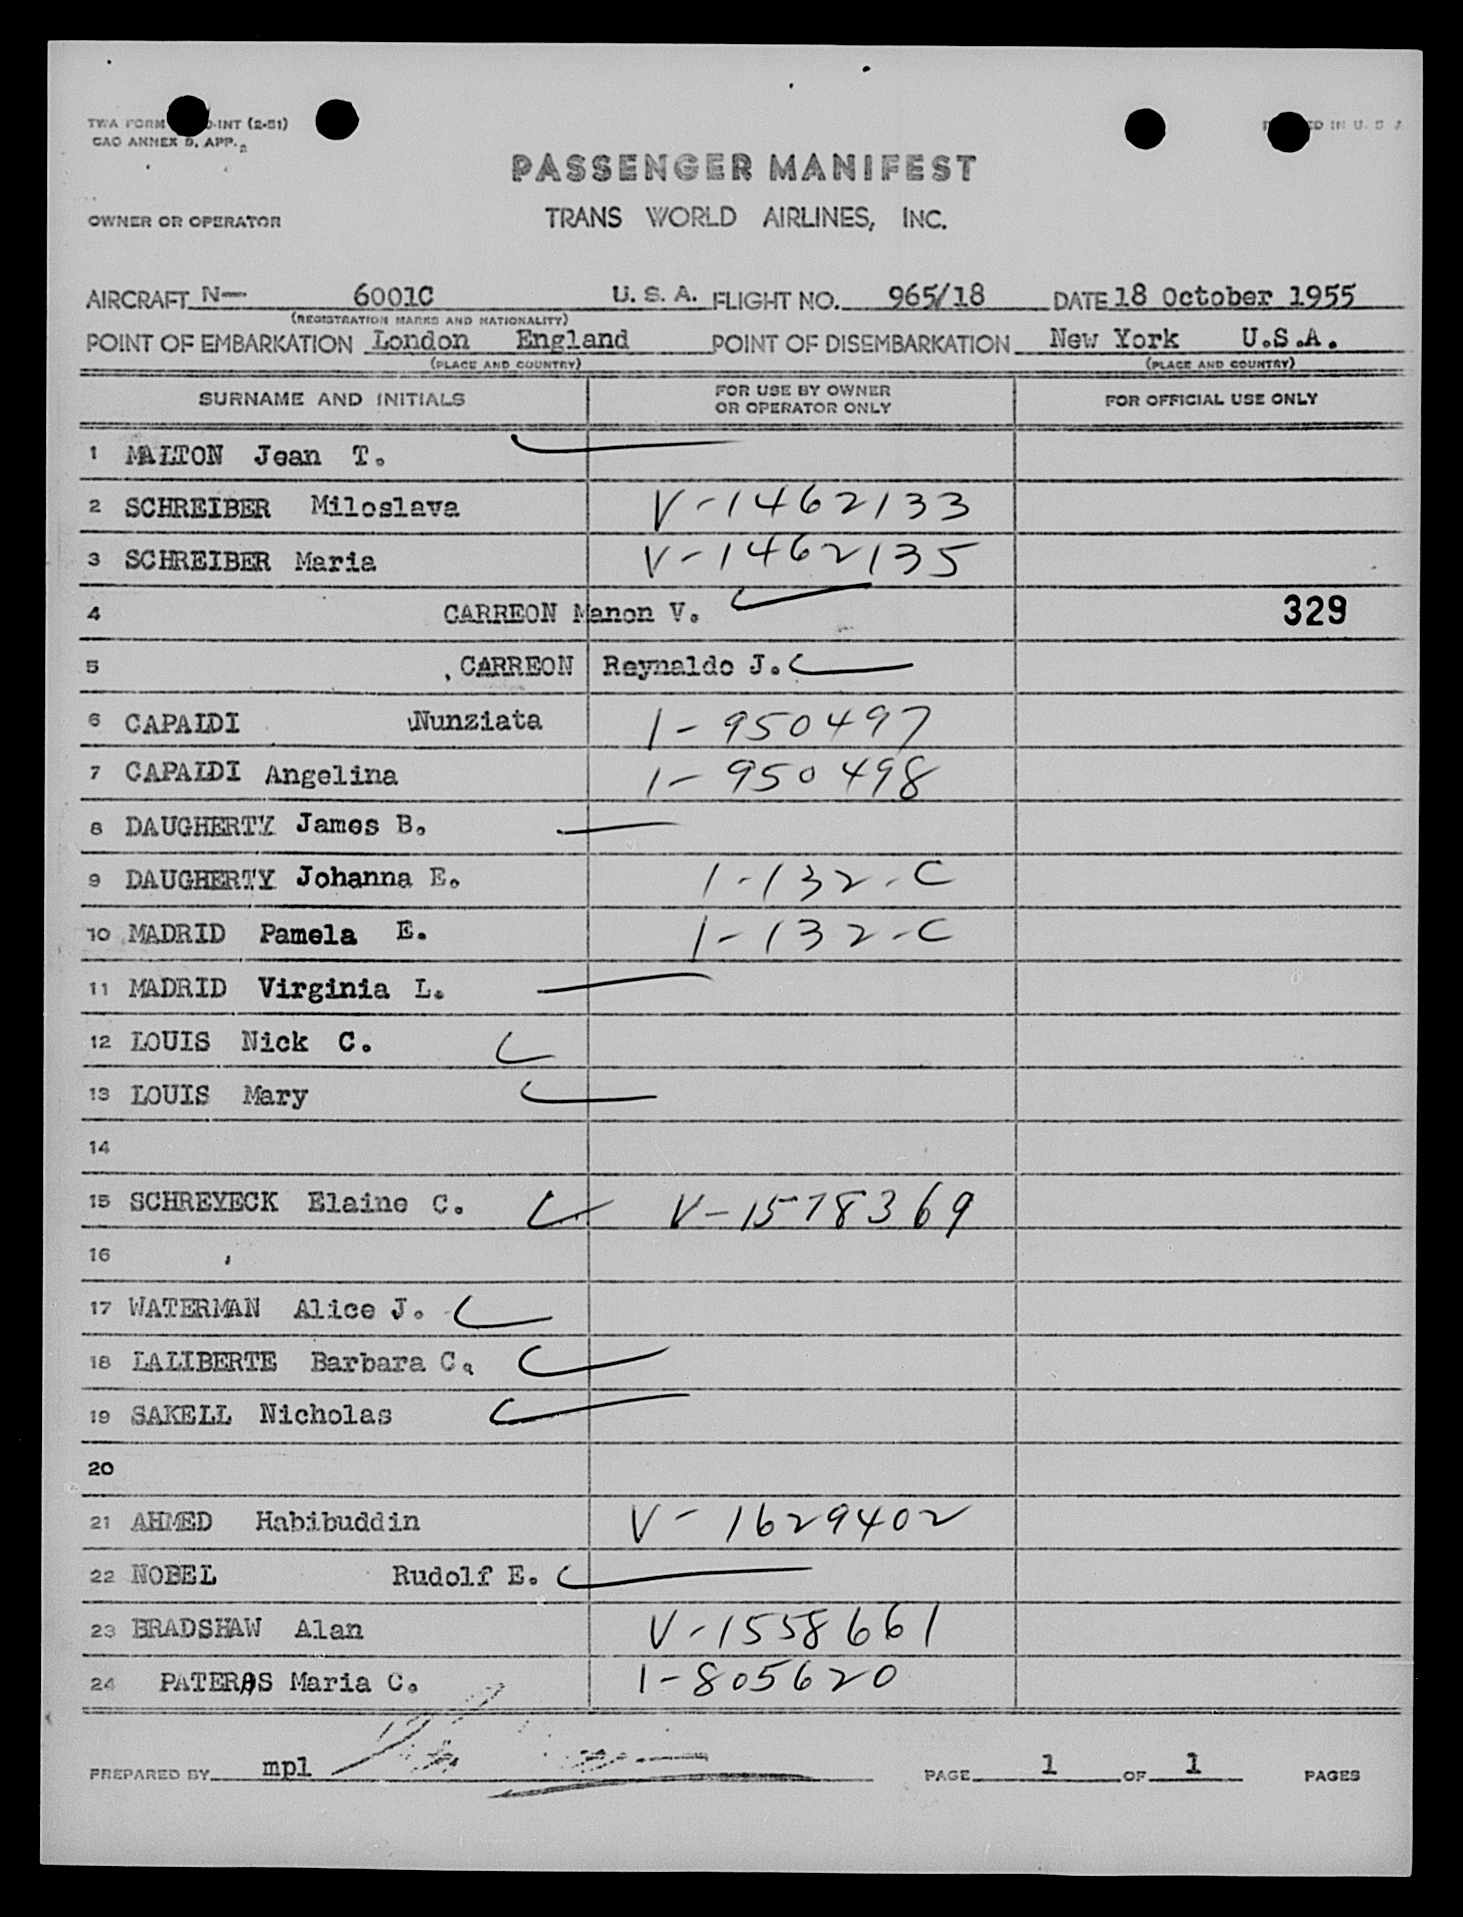 TWA FORM -INT (2-51)
CAO ANNEX 9, APP.
PASSENGER MANIFEST
OWNER OR OPERATOR TRANS WORLD AIRLINES, INC.
AIRCRAFT N— 6001C U. S. A. FLIGHT NO. 965/18 DATE 18 October 1955
(REGISTRATION MARKS AND NATIONALITY)
POINT OF EMBARKATION London England POINT OF DISEMBARKATION New York U.S.A.
(PLACE AND COUNTRY) (PLACE AND COUNTRY)
SURNAME AND INITIALS FOR USE BY OWNER OR OPERATOR ONLY FOR OFFICIAL USE ONLY
1 MALTON Jean T.
2 SCHREIBER Miloslava V-1462133
3 SCHREIBER Maria V-1462135
4 CARREON Manon V. 329
5 CARREON Reynaldo J.
6 CAPALDI Nunziata 1-950497
7 CAPALDI Angelina 1-950498
8 DAUGHERTY James B.
9 DAUGHERTY Johanna E. 1-132-C
10 MADRID Pamela E. 1-132-C
11 MADRID Virginia L.
12 LOUIS Nick C.
13 LOUIS Mary
14
15 SCHREYECK Elaine C. V-1578369
16
17 WATERMAN Alice J.
18 LALIBERTE Barbara C.
19 SAKELL Nicholas
20
21 AHMED Habibuddin V-1629402
22 NOBEL Rudolf E.
23 BRADSHAW Alan V-1558661
24 PATERAS Maria C. 1-805620
PREPARED BY mpl PAGE 1 OF 1 PAGES